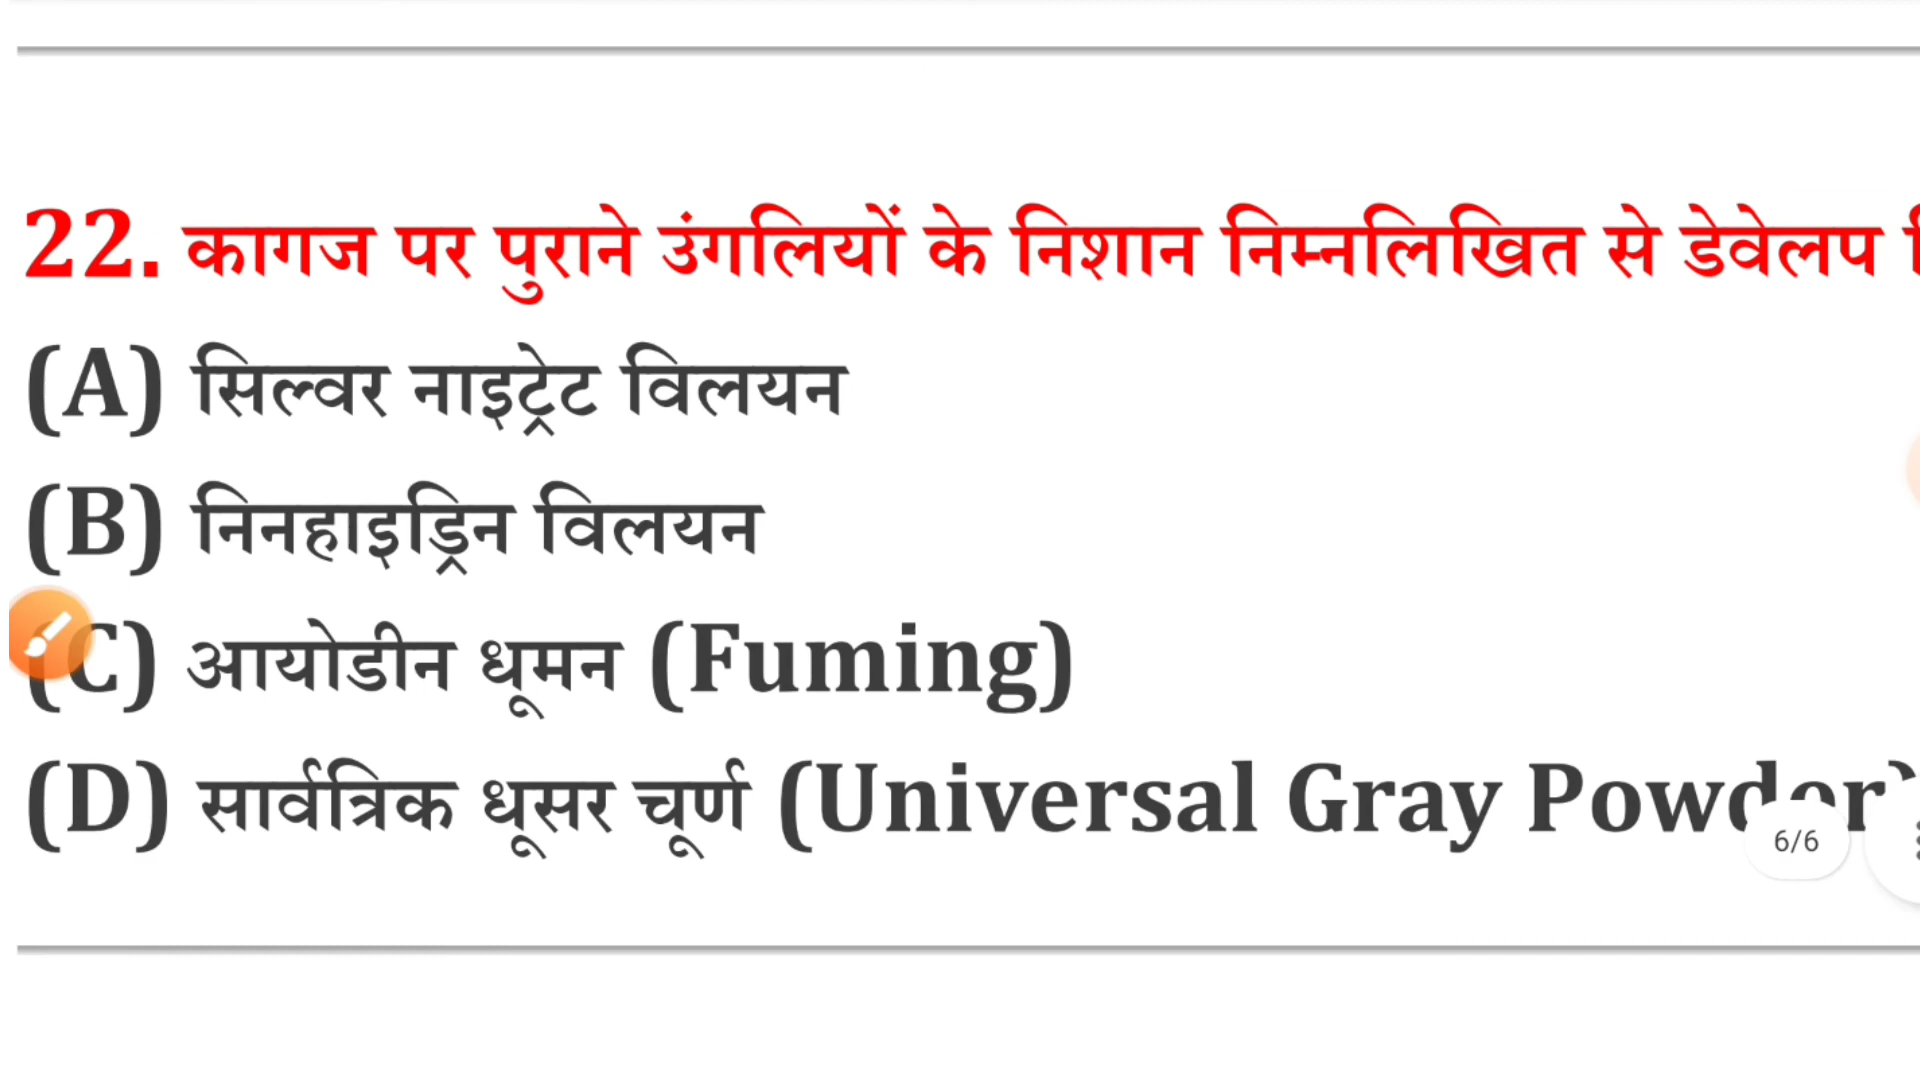 22. कागज पर पुराने उंगलियों के निशान निम्नलिखित से डेवेलप
(A) सिल्वर नाइट्रेट विलयन
(B) निनहाइड्रिन विलयन
(C) आयोडीन धूमन (Fuming)
(D) सार्वत्रिक धूसर चूर्ण (Universal Gray Powder)
6/6